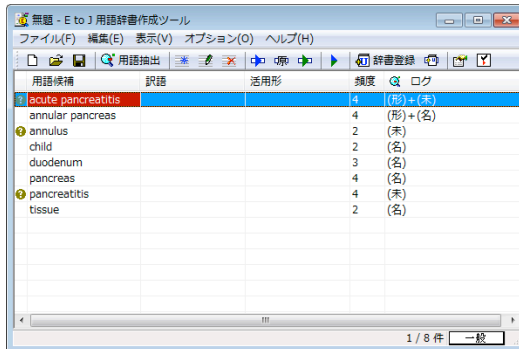 無題 - E to J 用語辞書作成ツール
ファイル(F) 編集(E) 表示(V) オプション(O) ヘルプ(H)
用語抽出 辞書登録
用語候補 訳語 活用形 頻度 ログ
acute pancreatitis 4 (形)+(未)
annular pancreas 4 (形)+(名)
annulus 2 (未)
child 2 (名)
duodenum 3 (名)
pancreas 4 (名)
pancreatitis 4 (未)
tissue 2 (名)
1 / 8 件 一般